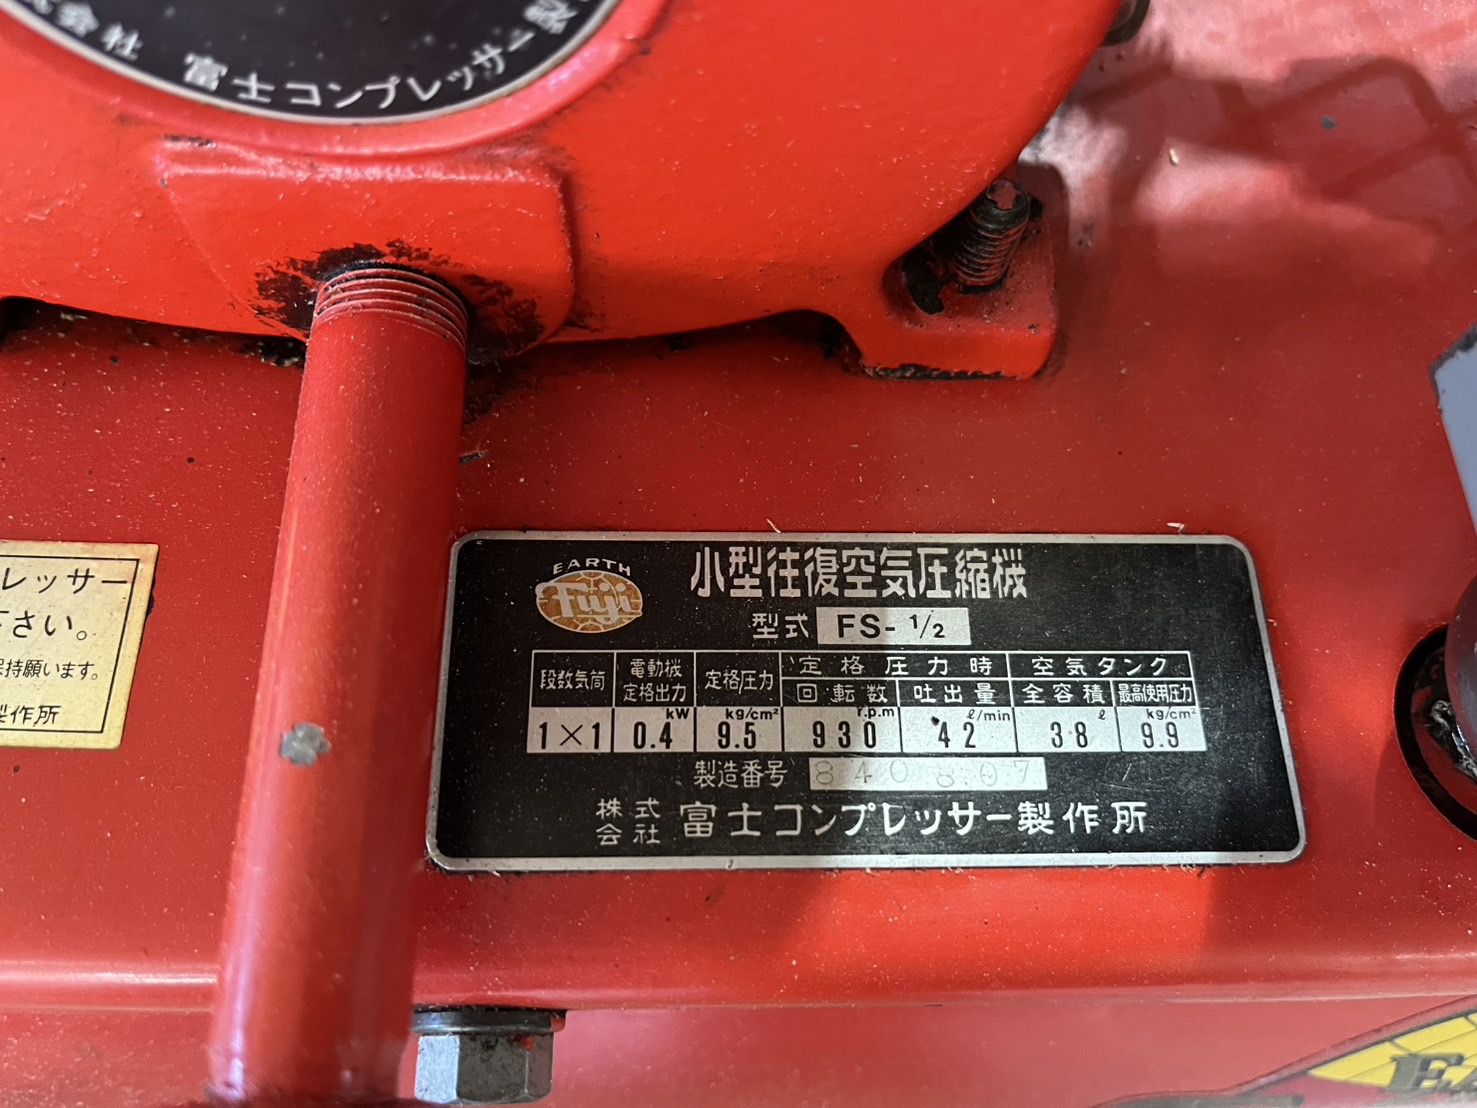 会社 富士コンプレッサー製
レッサー
下さい。
保持願います。
製作所
EARTH
Fuji
小型往復空気圧縮機
型式 FS-1/2
段数気筒 電動機定格出力 定格圧力 定格圧力時 空気タンク
回転数 吐出量 全容積 最高使用圧力
kW kg/cm² r.p.m ℓ/min ℓ kg/cm²
1×1 0.4 9.5 930 42 38 9.9
製造番号 840807
株式会社 富士コンプレッサー製作所